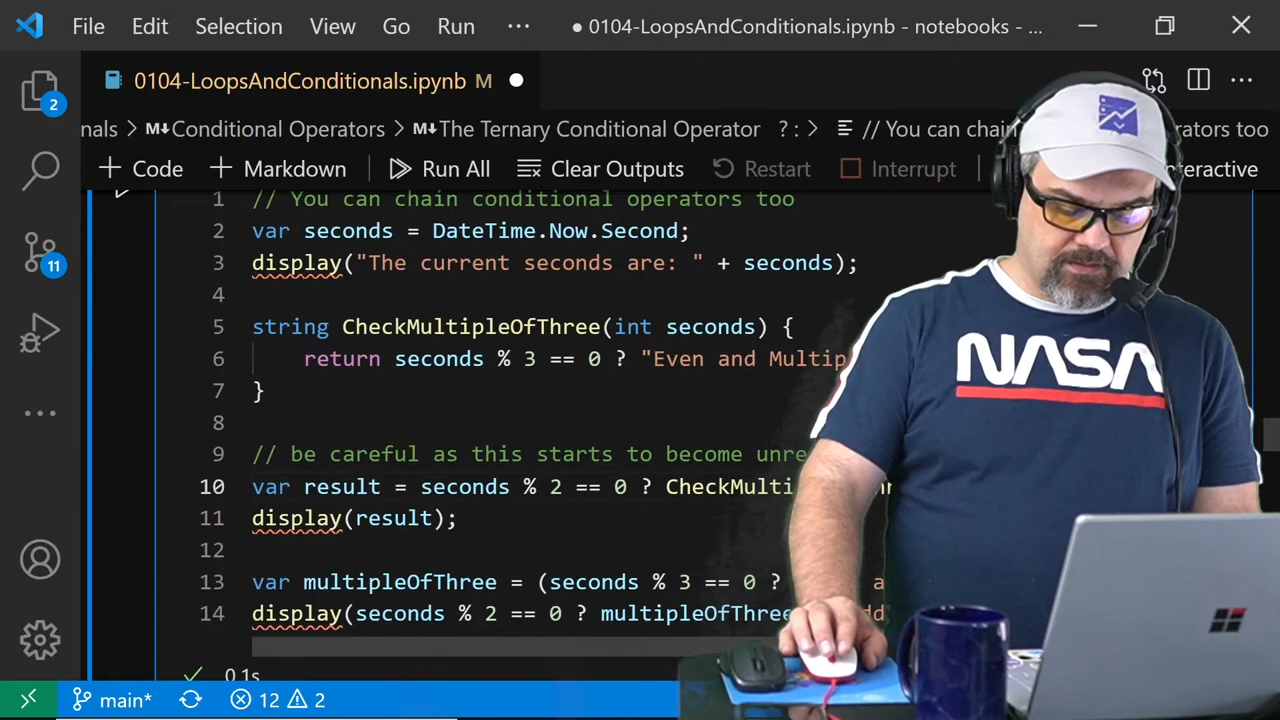 File Edit Selection View Go Run ··· ● 0104-LoopsAndConditionals.ipynb - notebooks - ...
0104-LoopsAndConditionals.ipynb M
nals > Conditional Operators > The Ternary Conditional Operator ? : > // You can chain rators too
+ Code + Markdown Run All Clear Outputs Restart Interrupt nteractive
1 // You can chain conditional operators too
2 var seconds = DateTime.Now.Second;
3 display("The current seconds are: " + seconds);
4
5 string CheckMultipleOfThree(int seconds) {
6 return seconds % 3 == 0 ? "Even and Multip
7 }
8
9 // be careful as this starts to become unre
10 var result = seconds % 2 == 0 ? CheckMulti
11 display(result);
12
13 var multipleOfThree = (seconds % 3 == 0 ? a
14 display(seconds % 2 == 0 ? multipleOfThree dd
0.1s
main* 12 2
2
11
NASA